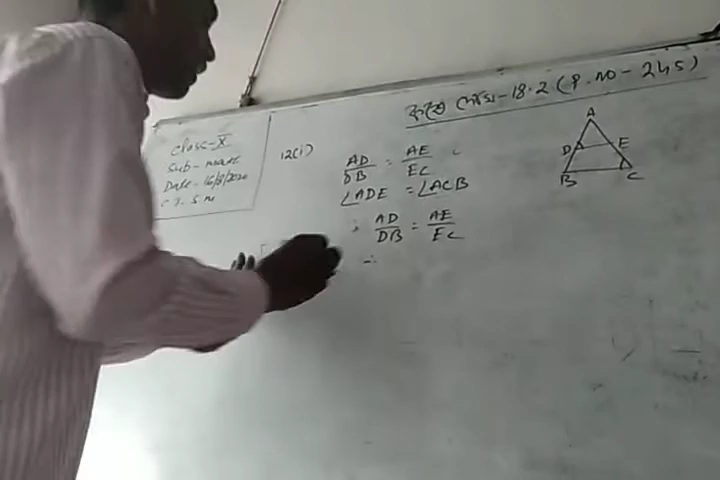 কষে দেখি - 18.2 (P. NO - 245)
Class - X
Sub - Math
Date - 16/9/2020
C.T. S M
12(i)
AD/DB = AE/EC
∠ADE = ∠ACB
∴ AD/DB = AE/EC
∴
A
D E
B C